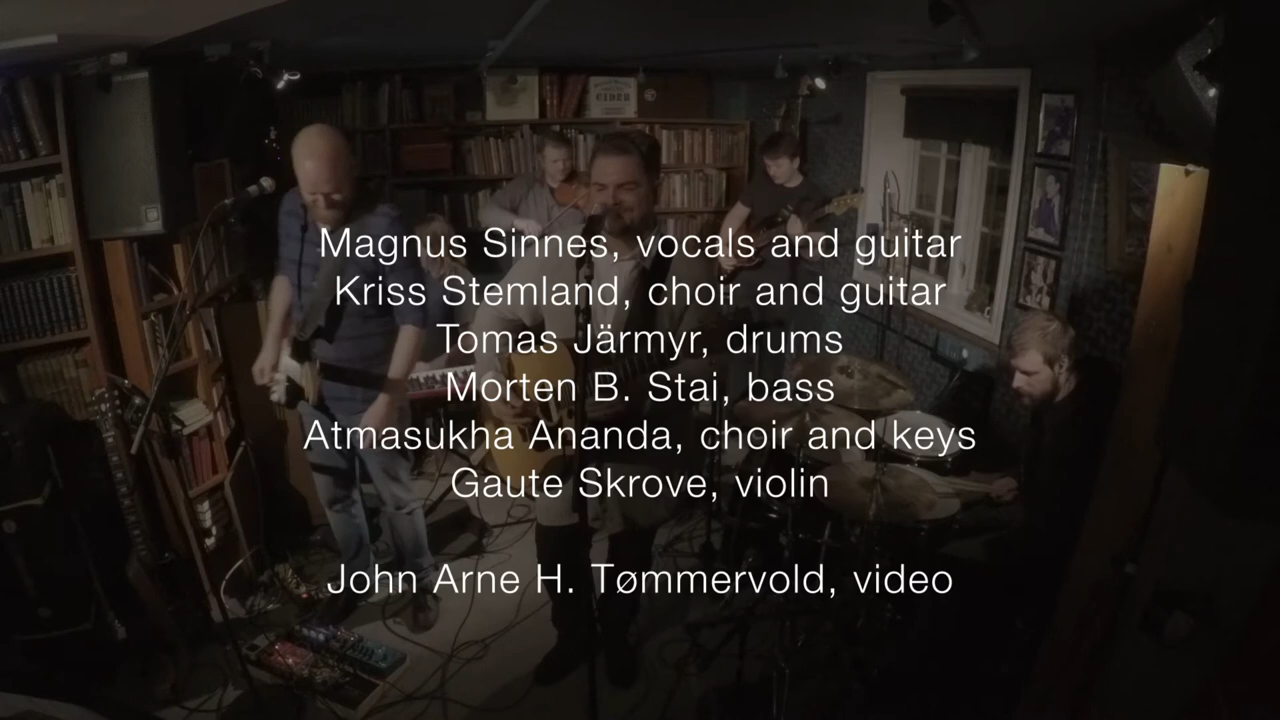 CIDER
Magnus Sinnes, vocals and guitar
Kriss Stemland, choir and guitar
Tomas Järmyr, drums
Morten B. Stai, bass
Atmasukha Ananda, choir and keys
Gaute Skrove, violin
John Arne H. Tømmervold, video